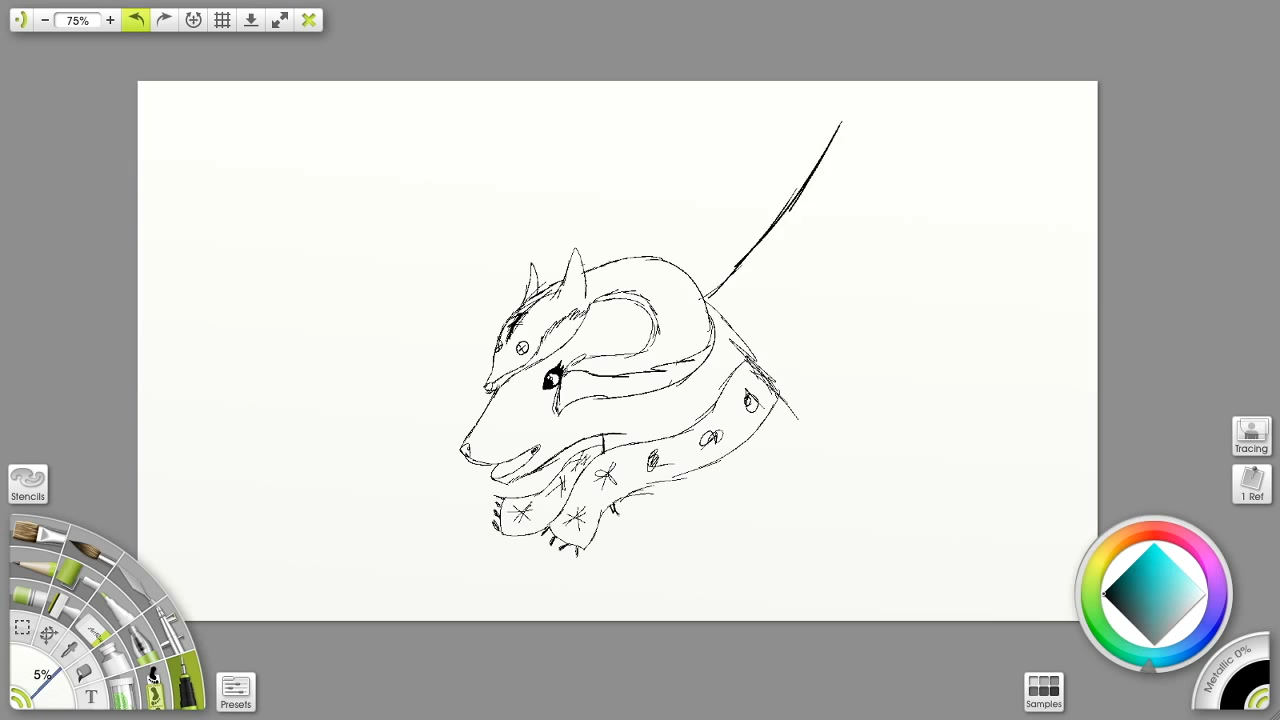 75%
Tracing
1 Ref
Stencils
5%
T
Presets
Samples
Metallic 0%